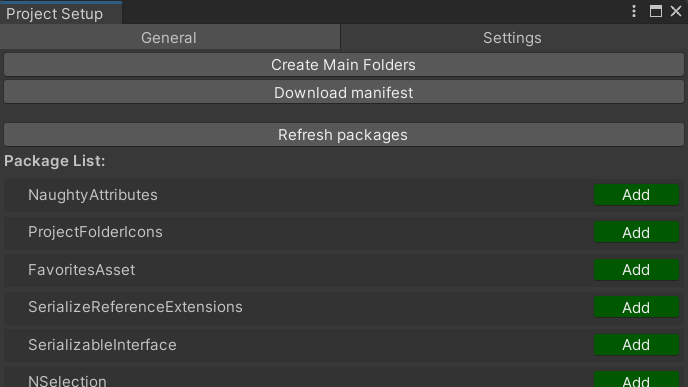 Project Setup
General Settings
Create Main Folders
Download manifest
Refresh packages
Package List:
NaughtyAttributes Add
ProjectFolderIcons Add
FavoritesAsset Add
SerializeReferenceExtensions Add
SerializableInterface Add
NSelection Add